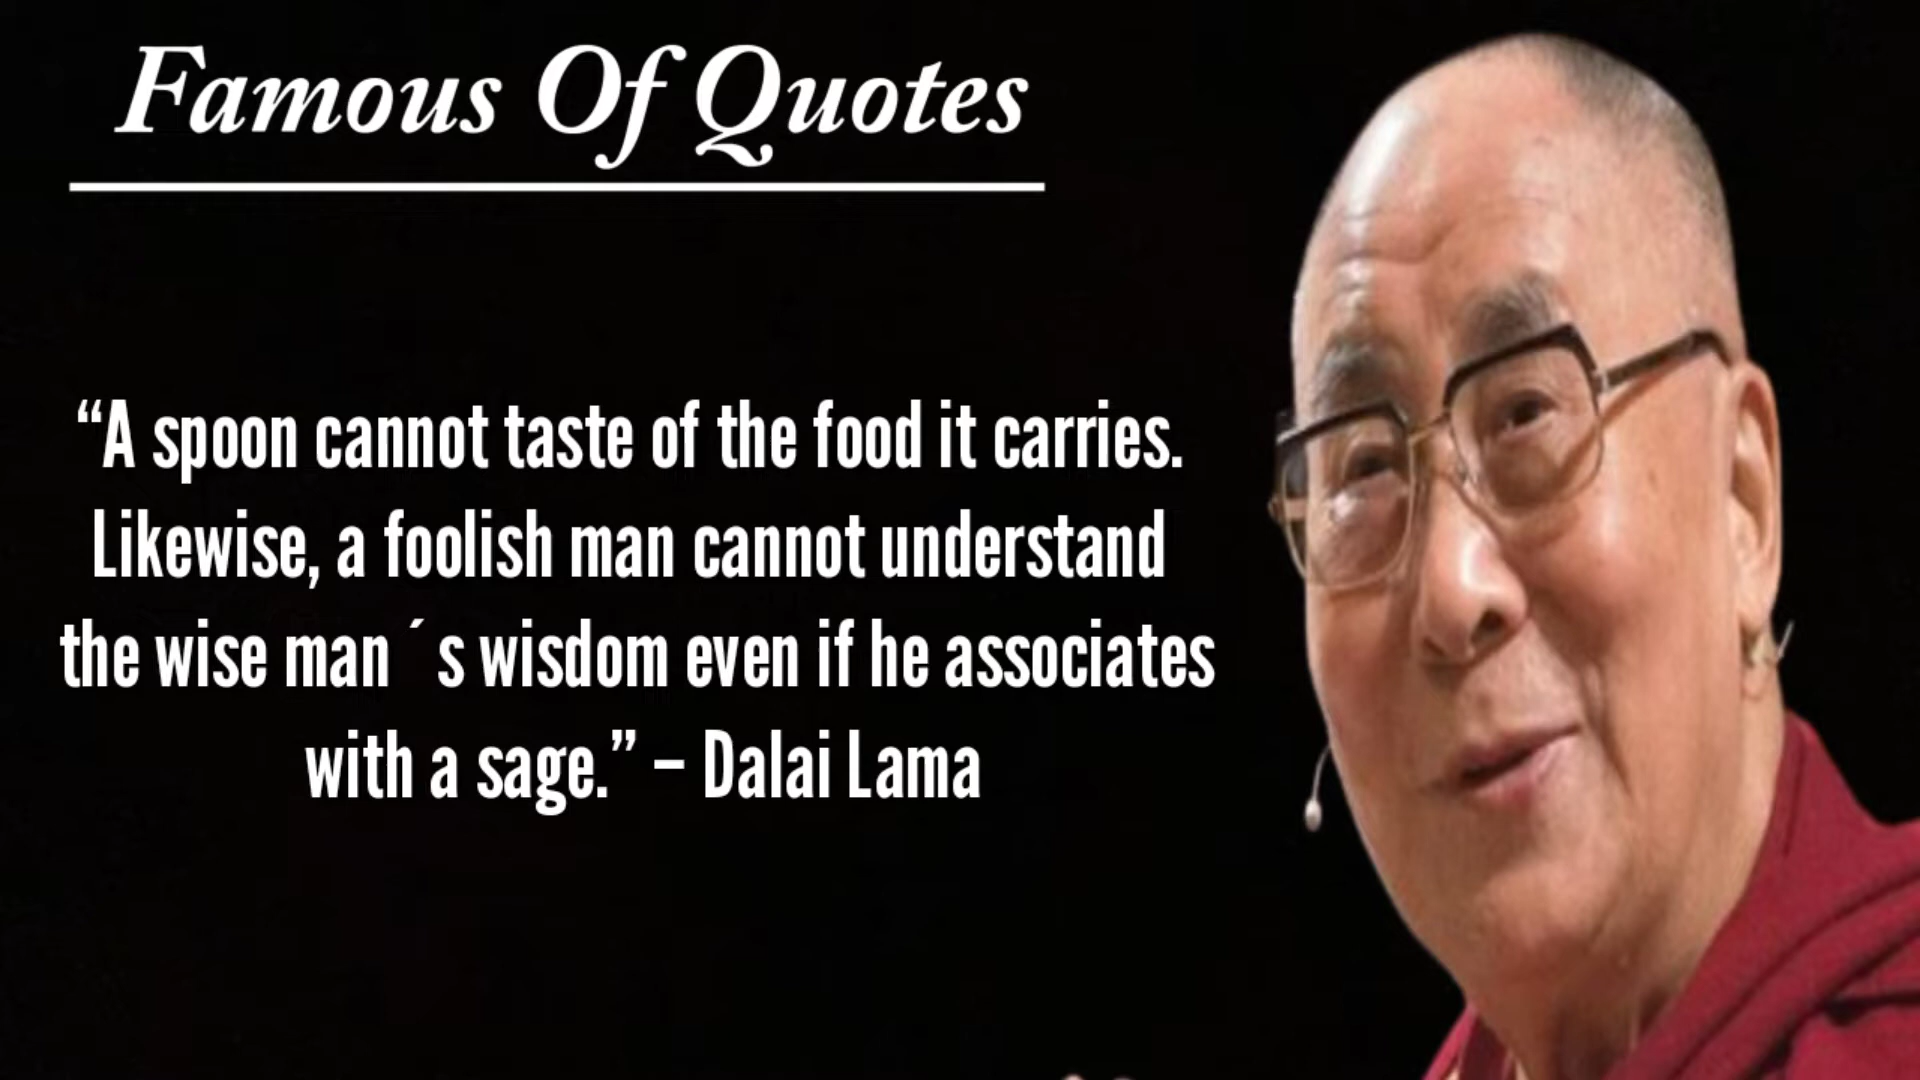 Famous Of Quotes
“A spoon cannot taste of the food it carries.
Likewise, a foolish man cannot understand
the wise man ´ s wisdom even if he associates
with a sage.” – Dalai Lama